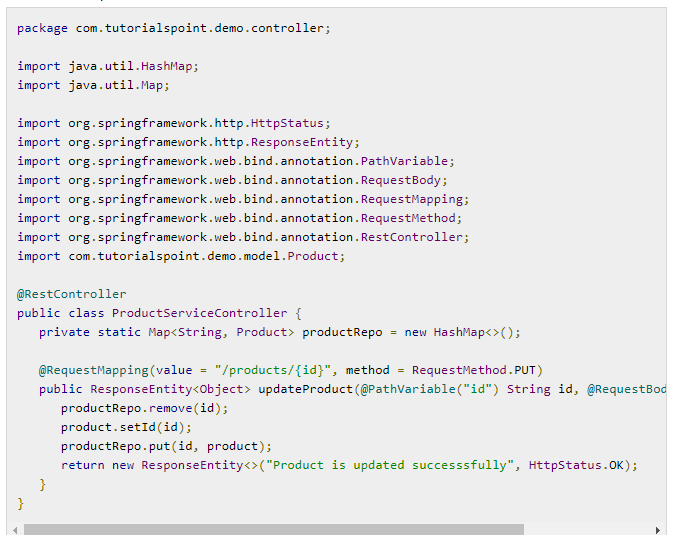 package com.tutorialspoint.demo.controller;
import java.util.HashMap;
import java.util.Map;
import org.springframework.http.HttpStatus;
import org.springframework.http.ResponseEntity;
import org.springframework.web.bind.annotation.PathVariable;
import org.springframework.web.bind.annotation.RequestBody;
import org.springframework.web.bind.annotation.RequestMapping;
import org.springframework.web.bind.annotation.RequestMethod;
import org.springframework.web.bind.annotation.RestController;
import com.tutorialspoint.demo.model.Product;
@RestController
public class ProductServiceController {
   private static Map<String, Product> productRepo = new HashMap<>();
   @RequestMapping(value = "/products/{id}", method = RequestMethod.PUT)
   public ResponseEntity<Object> updateProduct(@PathVariable("id") String id, @RequestBod
      productRepo.remove(id);
      product.setId(id);
      productRepo.put(id, product);
      return new ResponseEntity<>("Product is updated successsfully", HttpStatus.OK);
   }
}